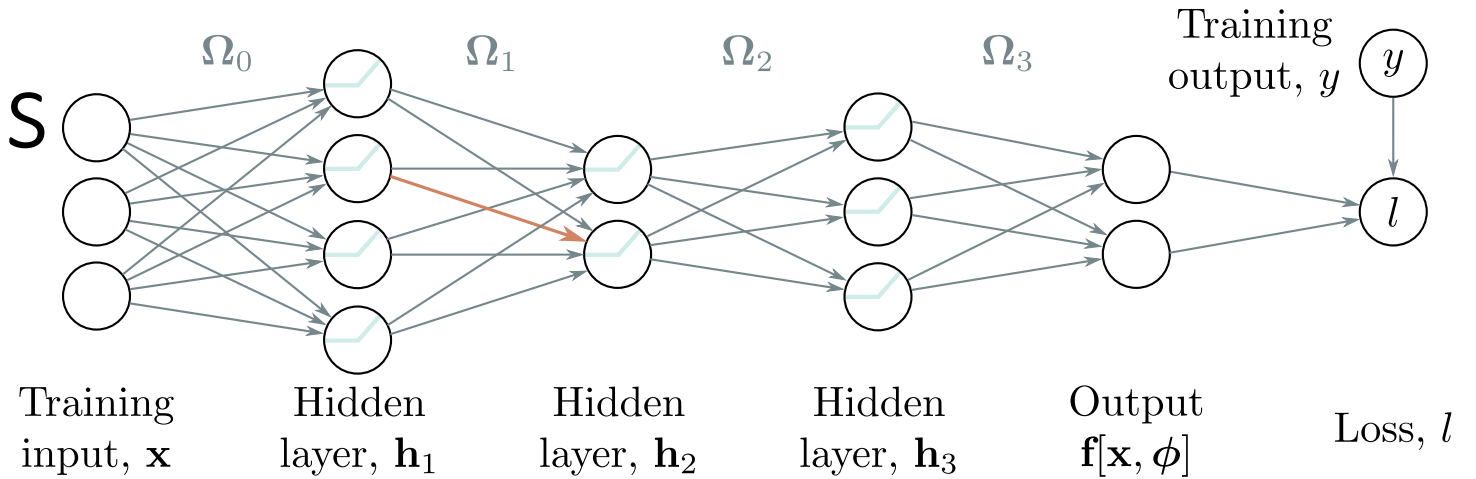 Ω₀ Ω₁ Ω₂ Ω₃
Training
output, y
y
S
l
Training
input, x
Hidden
layer, h₁
Hidden
layer, h₂
Hidden
layer, h₃
Output
f[x, ϕ]
Loss, l